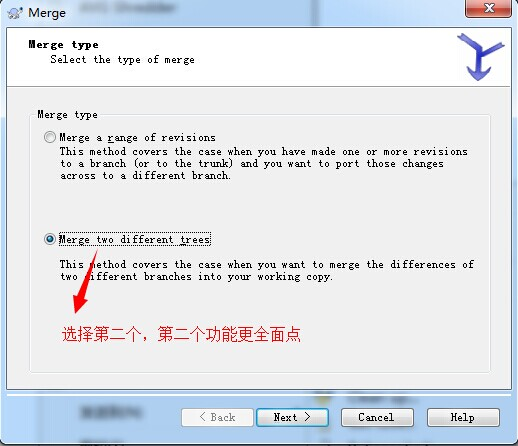 AVG Shredder
Merge
Merge type
Select the type of merge
Merge type
Merge a range of revisions
This method covers the case when you have made one or more revisions
to a branch (or to the trunk) and you want to port those changes
across to a different branch.
Merge two different trees
This method covers the case when you want to merge the differences of
two different branches into your working copy.
选择第二个，第二个功能更全面点
< Back
Next >
Cancel
Help